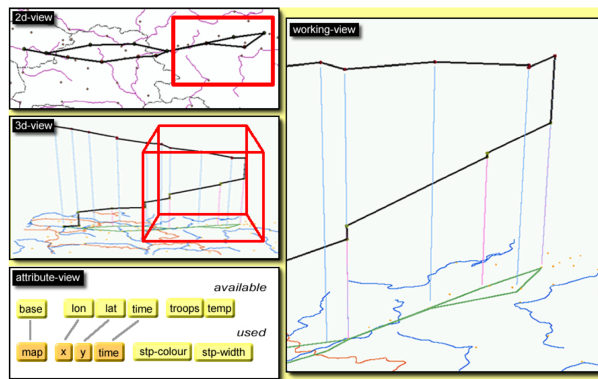 2d-view
working-view
3d-view
attribute-view
available
base lon lat time troops temp
used
map x y time stp-colour stp-width